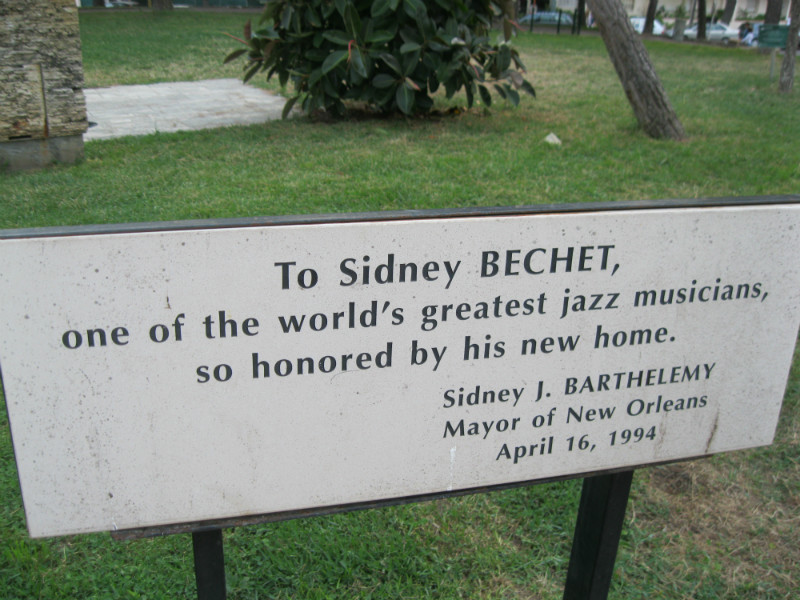 To Sidney BECHET,
one of the world's greatest jazz musicians,
so honored by his new home.
Sidney J. BARTHELEMY
Mayor of New Orleans
April 16, 1994